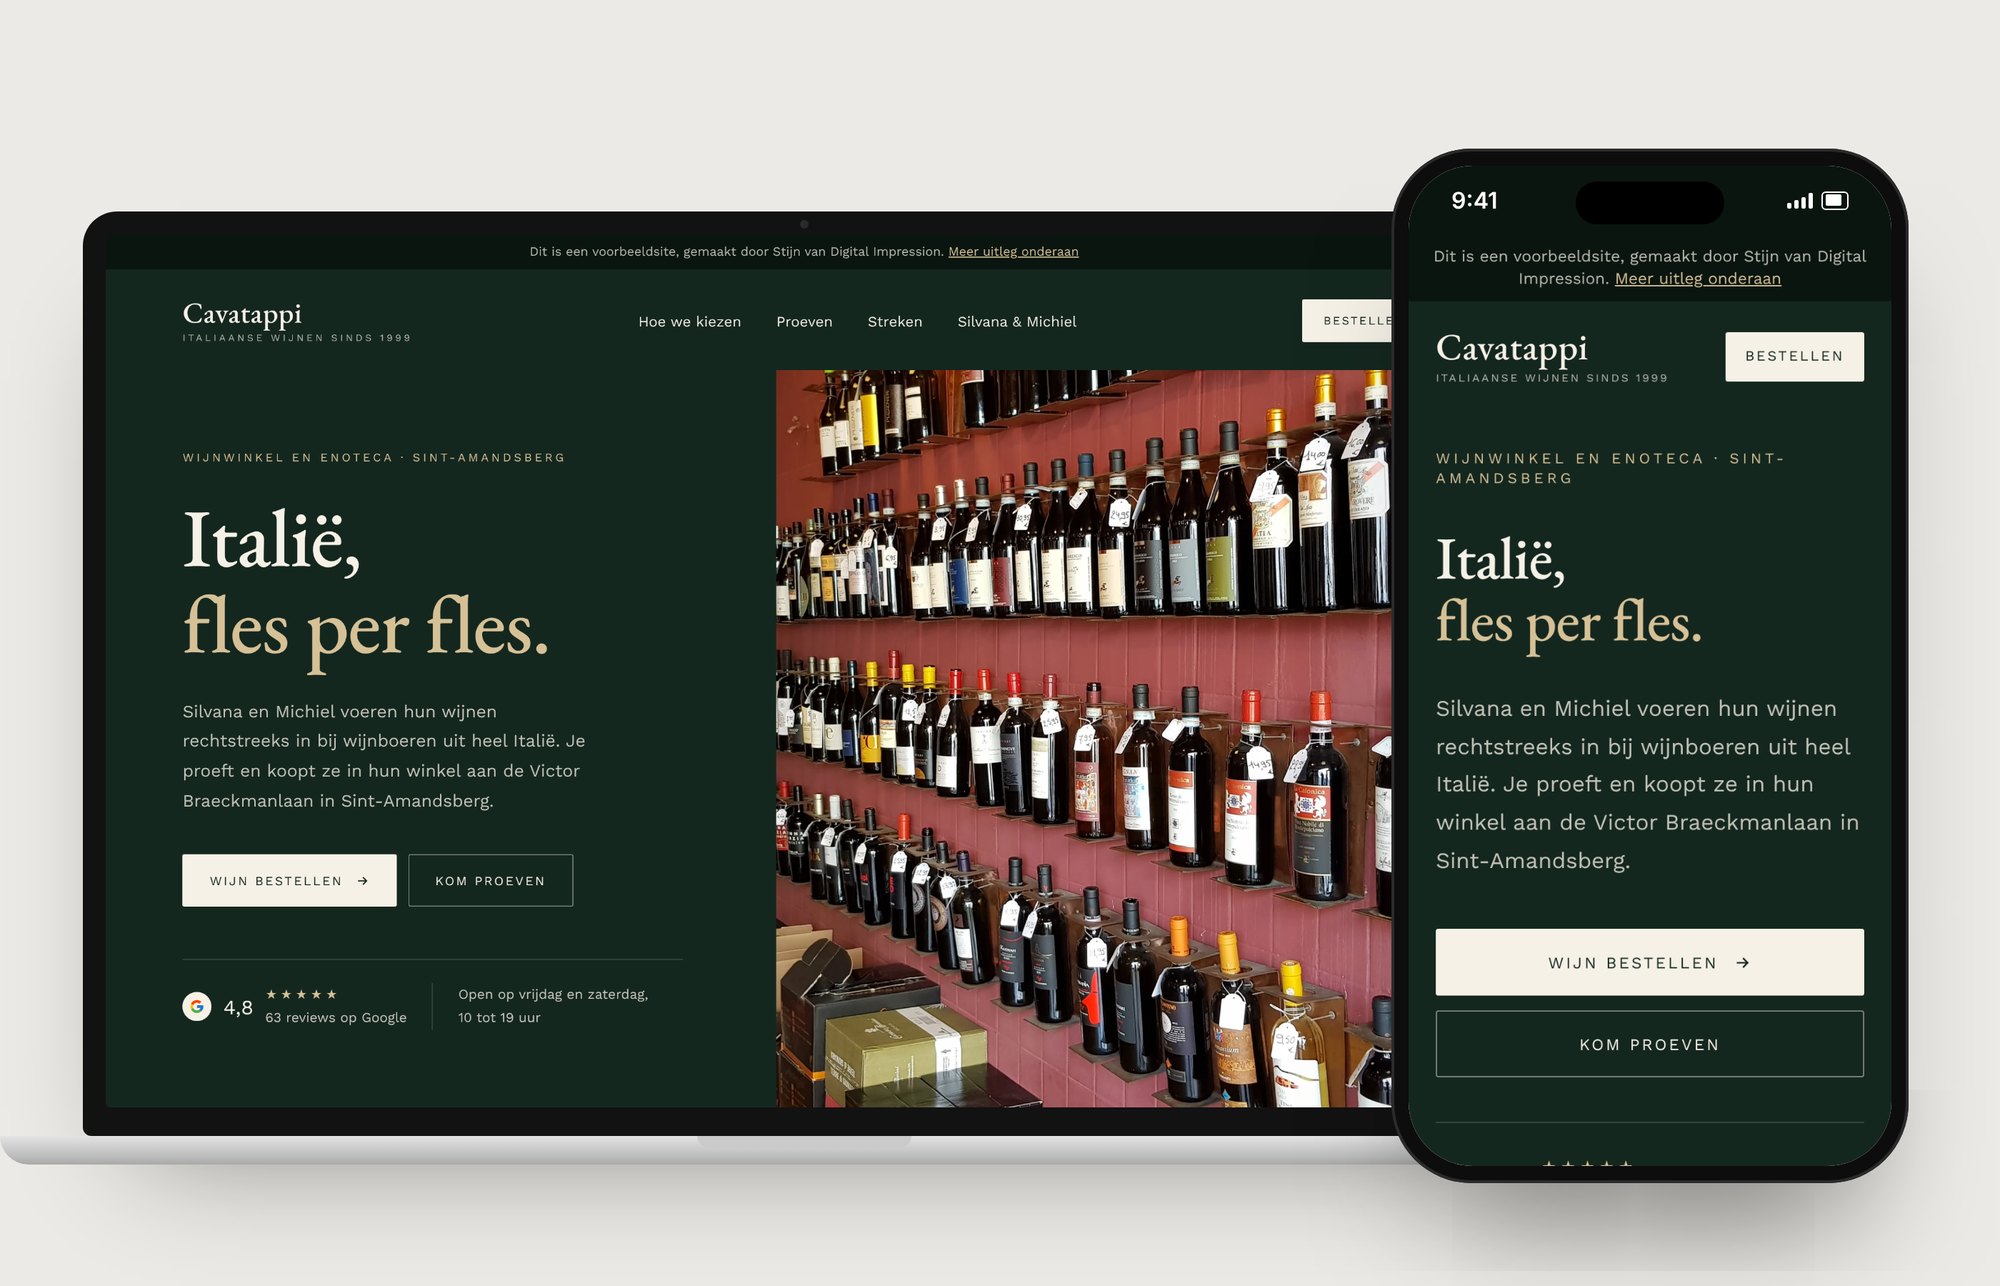 Dit is een voorbeeldsite, gemaakt door Stijn van Digital Impression. Meer uitleg onderaan
Cavatappi
ITALIAANSE WIJNEN SINDS 1999
Hoe we kiezen
Proeven
Streken
Silvana & Michiel
WIJNWINKEL EN ENOTECA · SINT-AMANDSBERG
Italië,
fles per fles.
Silvana en Michiel voeren hun wijnen
rechtstreeks in bij wijnboeren uit heel Italië. Je
proeft en koopt ze in hun winkel aan de Victor
Braeckmanlaan in Sint-Amandsberg.
WIJN BESTELLEN →
KOM PROEVEN
4,8
★★★★★
63 reviews op Google
Open op vrijdag en zaterdag,
10 tot 19 uur
9:41
Dit is een voorbeeldsite, gemaakt door Stijn van Digital
Impression. Meer uitleg onderaan
Cavatappi
ITALIAANSE WIJNEN SINDS 1999
BESTELLEN
WIJNWINKEL EN ENOTECA · SINT-
AMANDSBERG
Italië,
fles per fles.
Silvana en Michiel voeren hun wijnen
rechtstreeks in bij wijnboeren uit heel
Italië. Je proeft en koopt ze in hun
winkel aan de Victor Braeckmanlaan in
Sint-Amandsberg.
WIJN BESTELLEN →
KOM PROEVEN